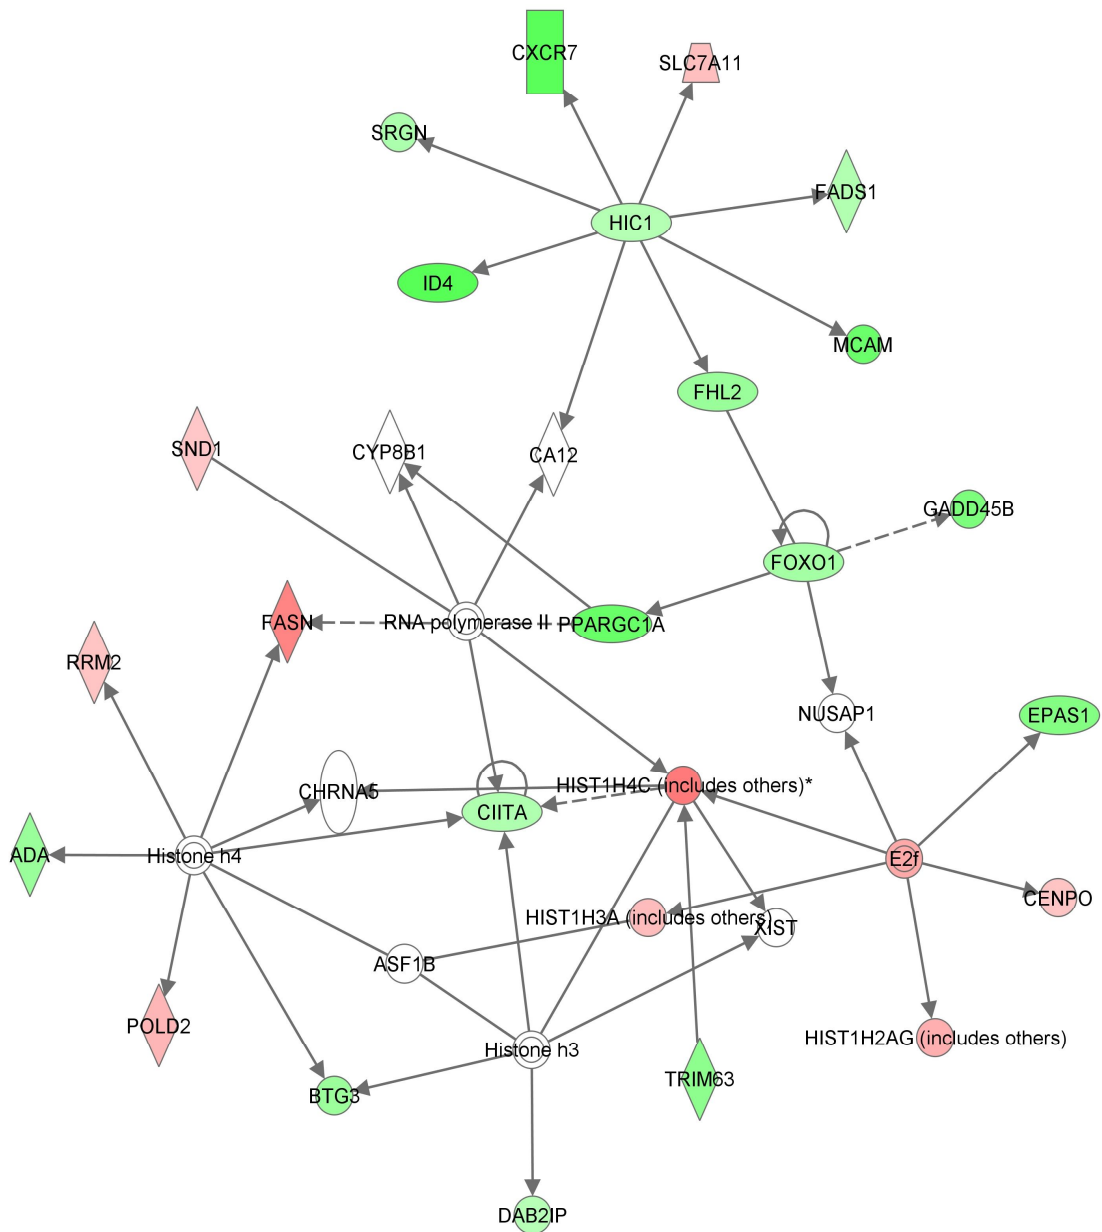 CXCR7
SLC7A11
SRGN
FADS1
HIC1
ID4
MCAM
FHL2
SND1
CYP8B1
CA12
GADD45B
FOXO1
FASN
RNA polymerase II
PPARGC1A
RRM2
NUSAP1
EPAS1
CHRNA5
HIST1H4C (includes others)*
CIITA
ADA
Histone h4
E2f
CENPO
HIST1H3A (includes others)
XIST
ASF1B
POLD2
Histone h3
HIST1H2AG (includes others)
TRIM63
BTG3
DAB2IP